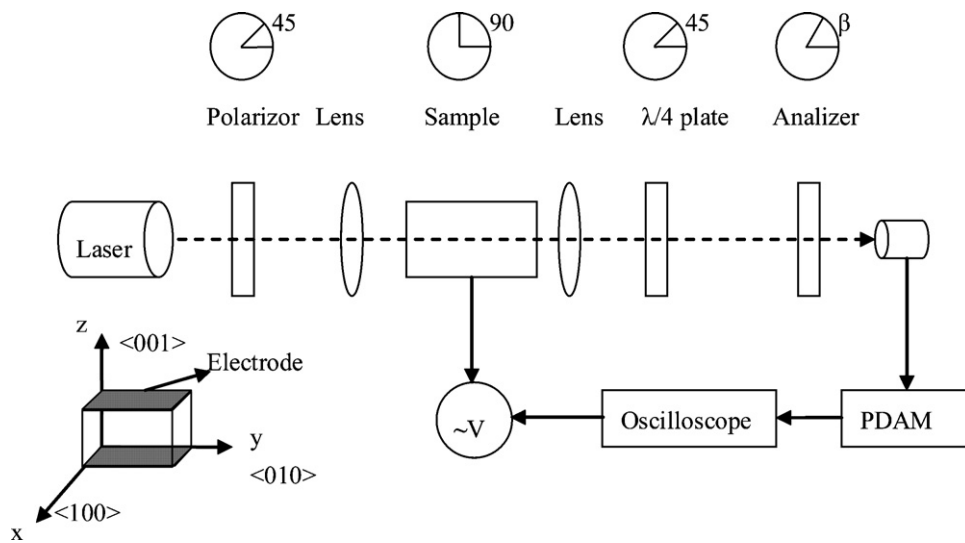 45 90 45 β
Polarizor Lens Sample Lens λ/4 plate Analizer
Laser
z
<001>
Electrode
y
<010>
<100>
x
~V
Oscilloscope
PDAM